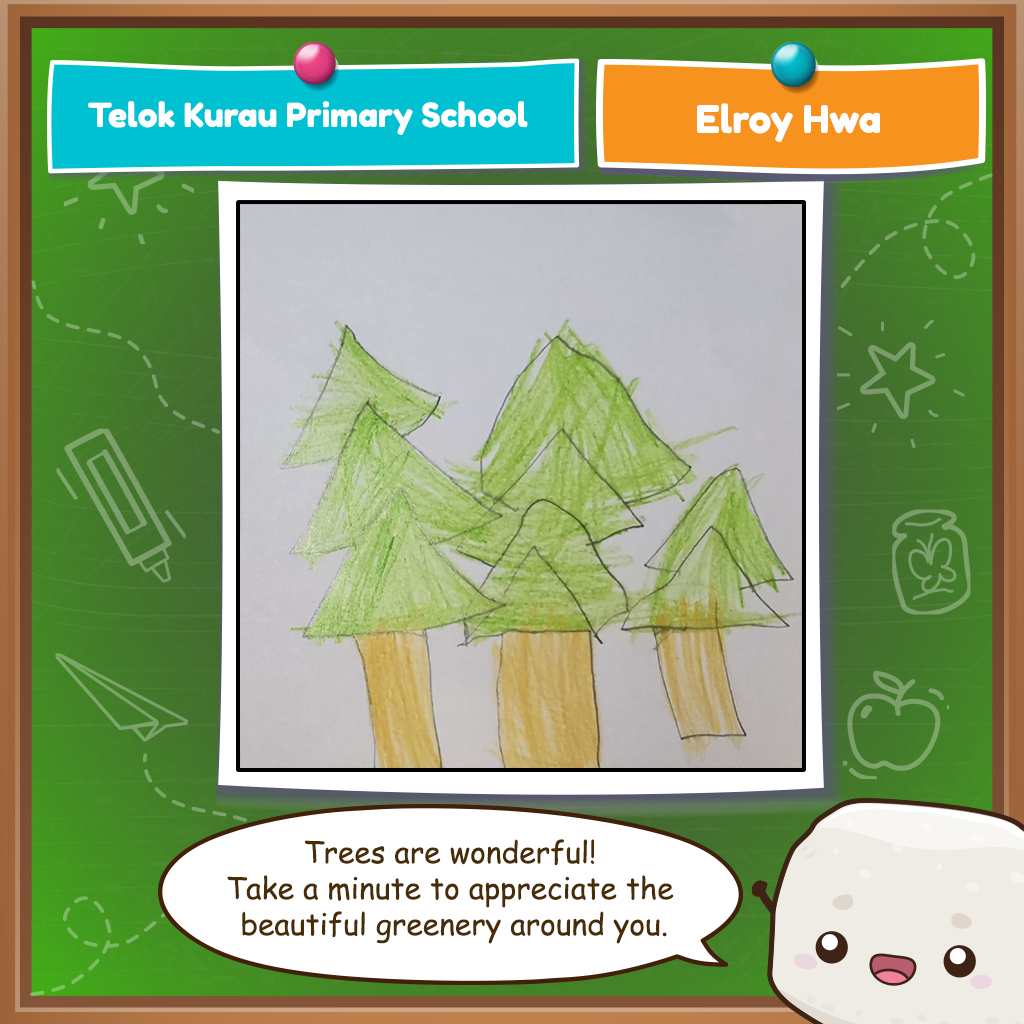 Telok Kurau Primary School
Elroy Hwa
Trees are wonderful!
Take a minute to appreciate the
beautiful greenery around you.